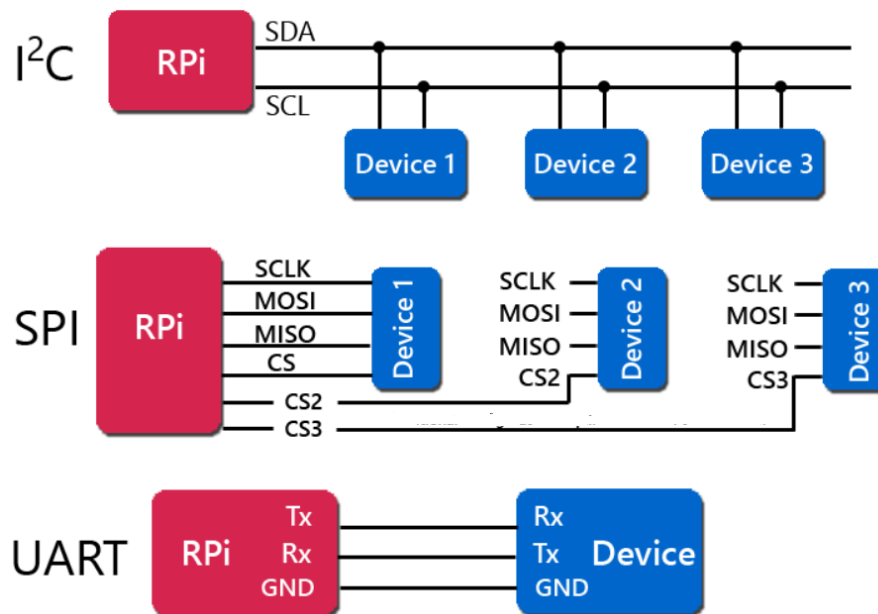 I²C
RPi
SDA
SCL
Device 1
Device 2
Device 3
SPI
RPi
SCLK
MOSI
MISO
CS
CS2
CS3
Device 1
SCLK
MOSI
MISO
CS2
Device 2
SCLK
MOSI
MISO
CS3
Device 3
UART
RPi
Tx
Rx
GND
Rx
Tx
GND
Device